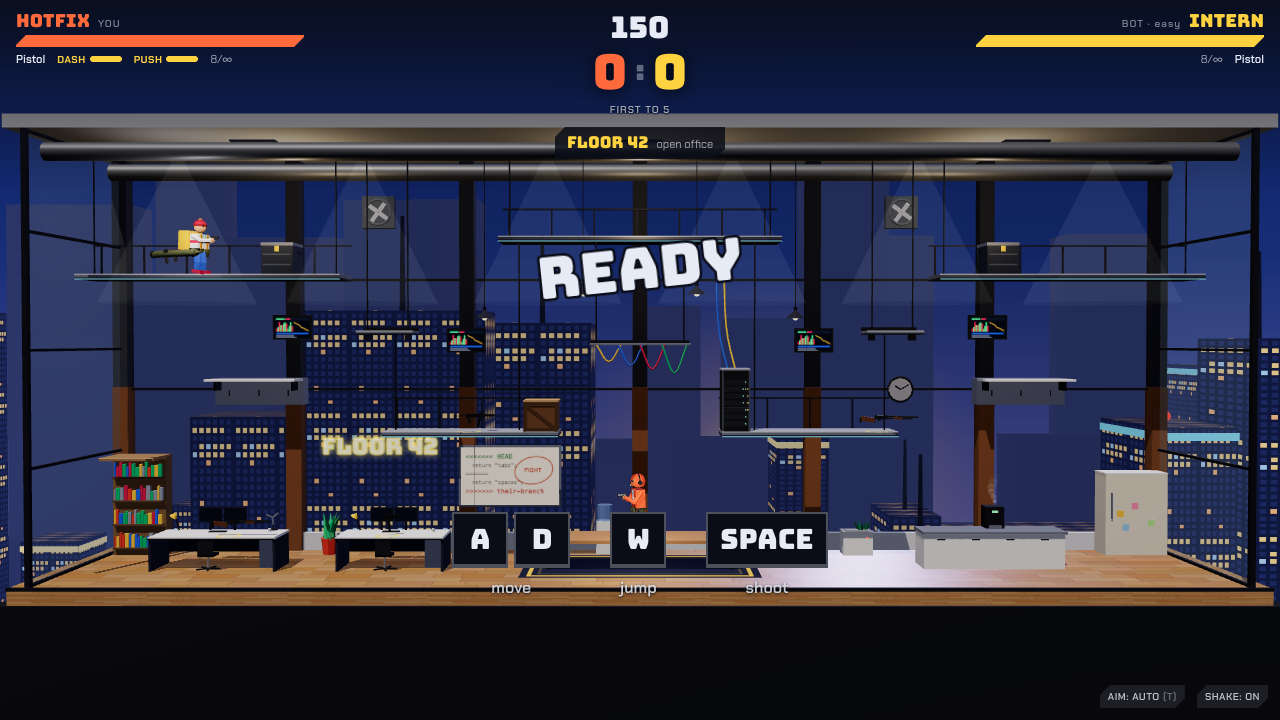 HOTFIX YOU
150
BOT · easy INTERN
Pistol DASH PUSH 8/∞
0 : 0
8/∞ Pistol
FIRST TO 5
FLOOR 42 open office
READY
FLOOR 42
<<<<<<< HEAD
return "tabs"
=======
return "spaces"
>>>>>>> their-branch
FIGHT
A D W SPACE
move jump shoot
AIM: AUTO [T] SHAKE: ON